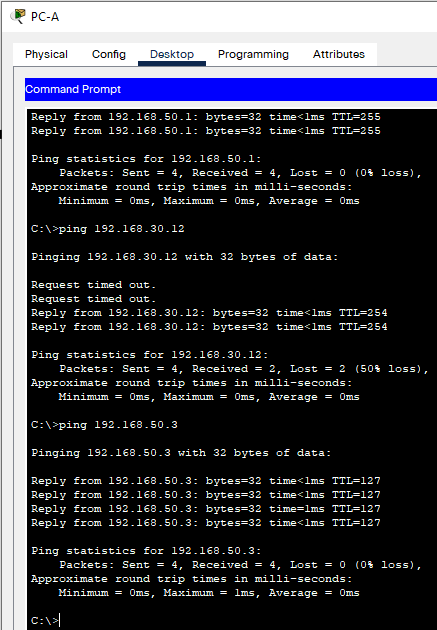 PC-A
Physical Config Desktop Programming Attributes
Command Prompt
Reply from 192.168.50.1: bytes=32 time<1ms TTL=255
Reply from 192.168.50.1: bytes=32 time<1ms TTL=255
Ping statistics for 192.168.50.1:
Packets: Sent = 4, Received = 4, Lost = 0 (0% loss),
Approximate round trip times in milli-seconds:
Minimum = 0ms, Maximum = 0ms, Average = 0ms
C:\>ping 192.168.30.12
Pinging 192.168.30.12 with 32 bytes of data:
Request timed out.
Request timed out.
Reply from 192.168.30.12: bytes=32 time<1ms TTL=254
Reply from 192.168.30.12: bytes=32 time<1ms TTL=254
Ping statistics for 192.168.30.12:
Packets: Sent = 4, Received = 2, Lost = 2 (50% loss),
Approximate round trip times in milli-seconds:
Minimum = 0ms, Maximum = 0ms, Average = 0ms
C:\>ping 192.168.50.3
Pinging 192.168.50.3 with 32 bytes of data:
Reply from 192.168.50.3: bytes=32 time<1ms TTL=127
Reply from 192.168.50.3: bytes=32 time<1ms TTL=127
Reply from 192.168.50.3: bytes=32 time=1ms TTL=127
Reply from 192.168.50.3: bytes=32 time<1ms TTL=127
Ping statistics for 192.168.50.3:
Packets: Sent = 4, Received = 4, Lost = 0 (0% loss),
Approximate round trip times in milli-seconds:
Minimum = 0ms, Maximum = 1ms, Average = 0ms
C:\>